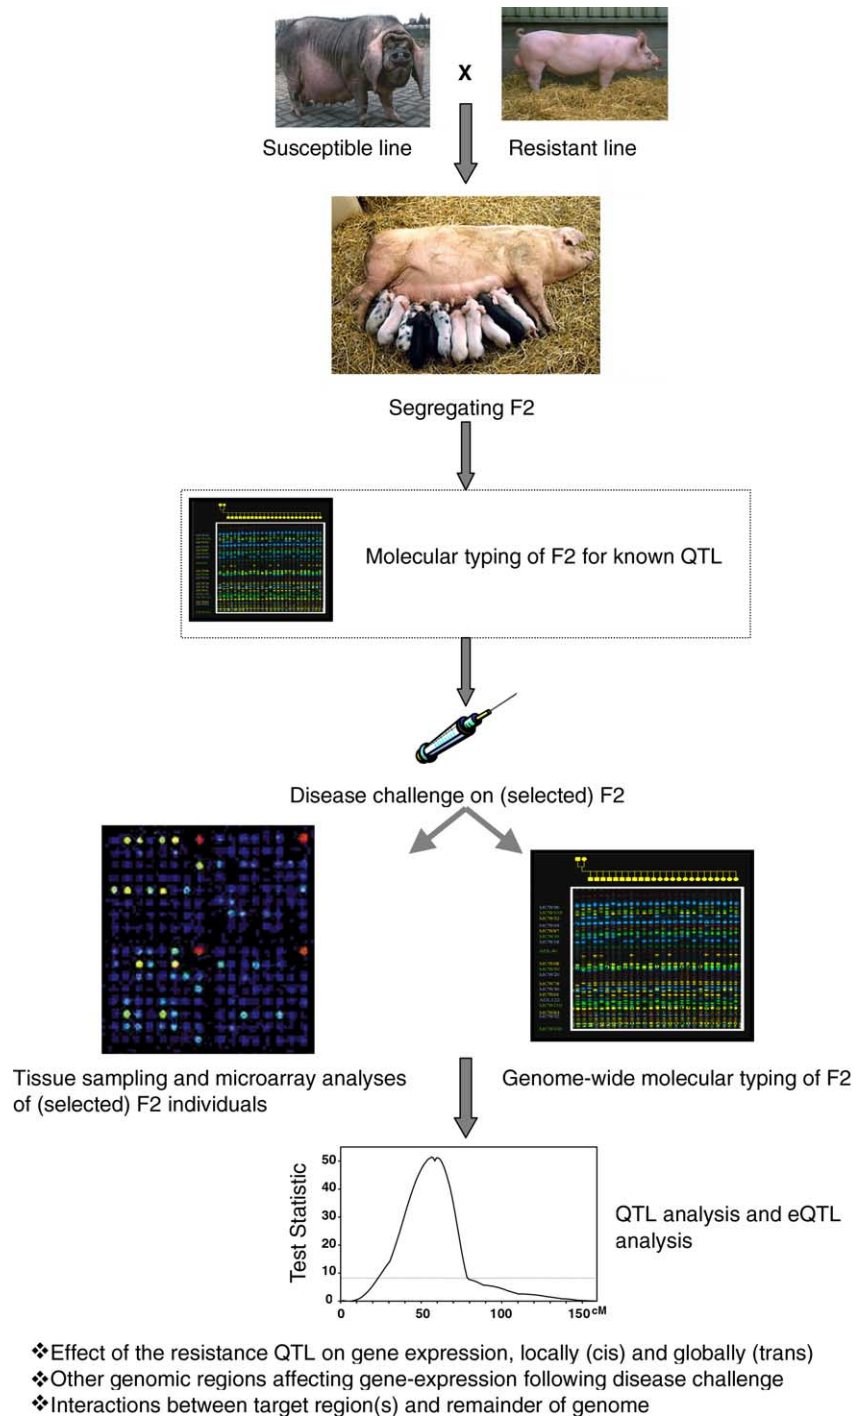 X
Susceptible line
Resistant line
Segregating F2
Molecular typing of F2 for known QTL
Disease challenge on (selected) F2
Tissue sampling and microarray analyses
of (selected) F2 individuals
Genome-wide molecular typing of F2
Test Statistic
50
40
30
20
10
0
0 50 100 150 cM
QTL analysis and eQTL
analysis
❖Effect of the resistance QTL on gene expression, locally (cis) and globally (trans)
❖Other genomic regions affecting gene-expression following disease challenge
❖Interactions between target region(s) and remainder of genome